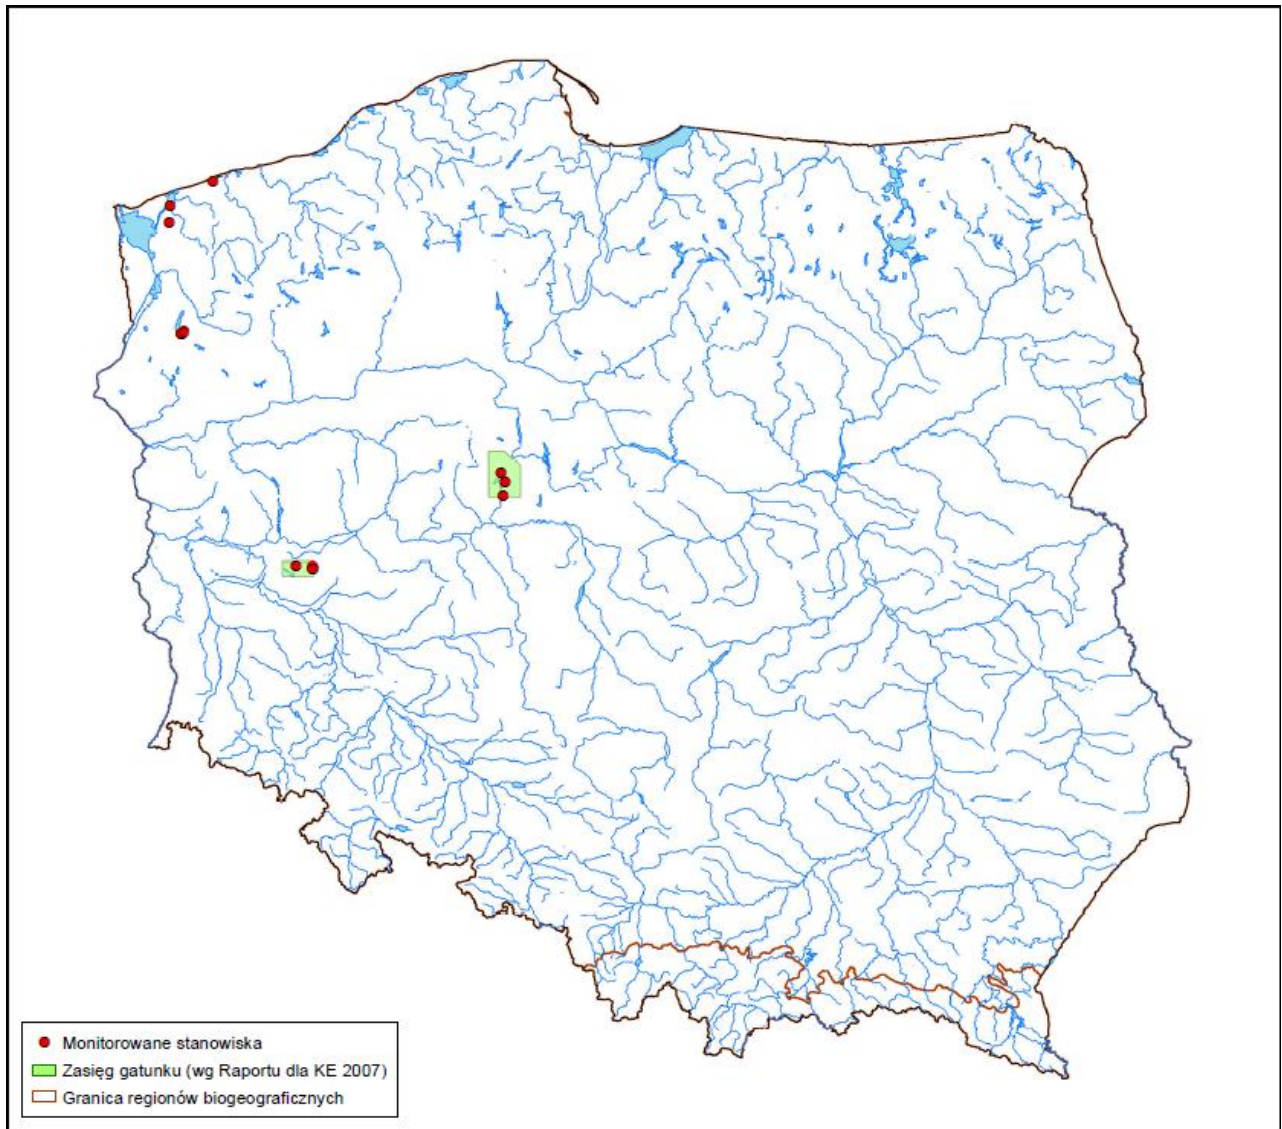 Monitorowane stanowiska
Zasięg gatunku (wg Raportu dla KE 2007)
Granica regionów biogeograficznych